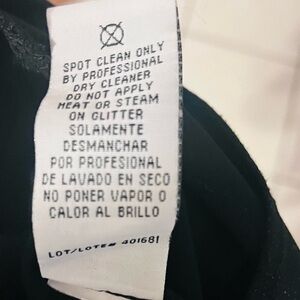 SPOT CLEAN ONLY
BY PROFESSIONAL
DRY CLEANER
DO NOT APPLY
HEAT OR STEAM
ON GLITTER
SOLAMENTE
DESMANCHAR
POR PROFESIONAL
DE LAVADO EN SECO
NO PONER VAPOR O
CALOR AL BRILLO
LOT/LOTE# 401681